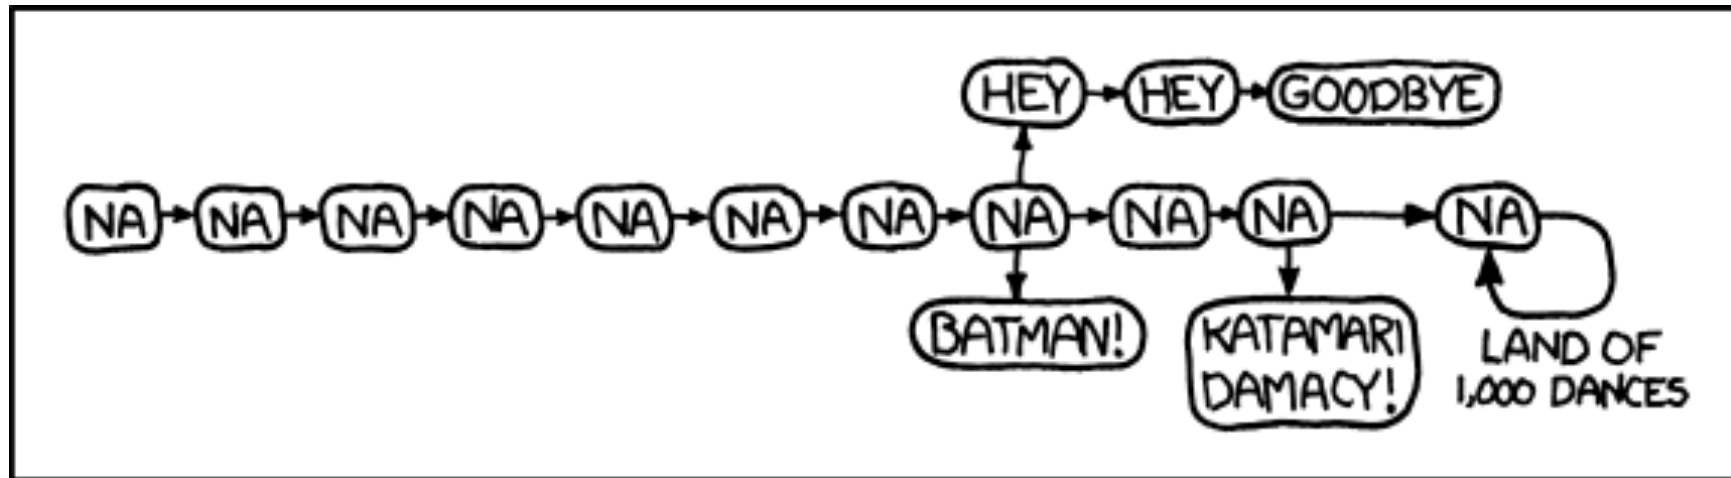 HEY HEY GOODBYE
NA NA NA NA NA NA NA NA NA NA NA
BATMAN!
KATAMARI
DAMACY!
LAND OF
1,000 DANCES